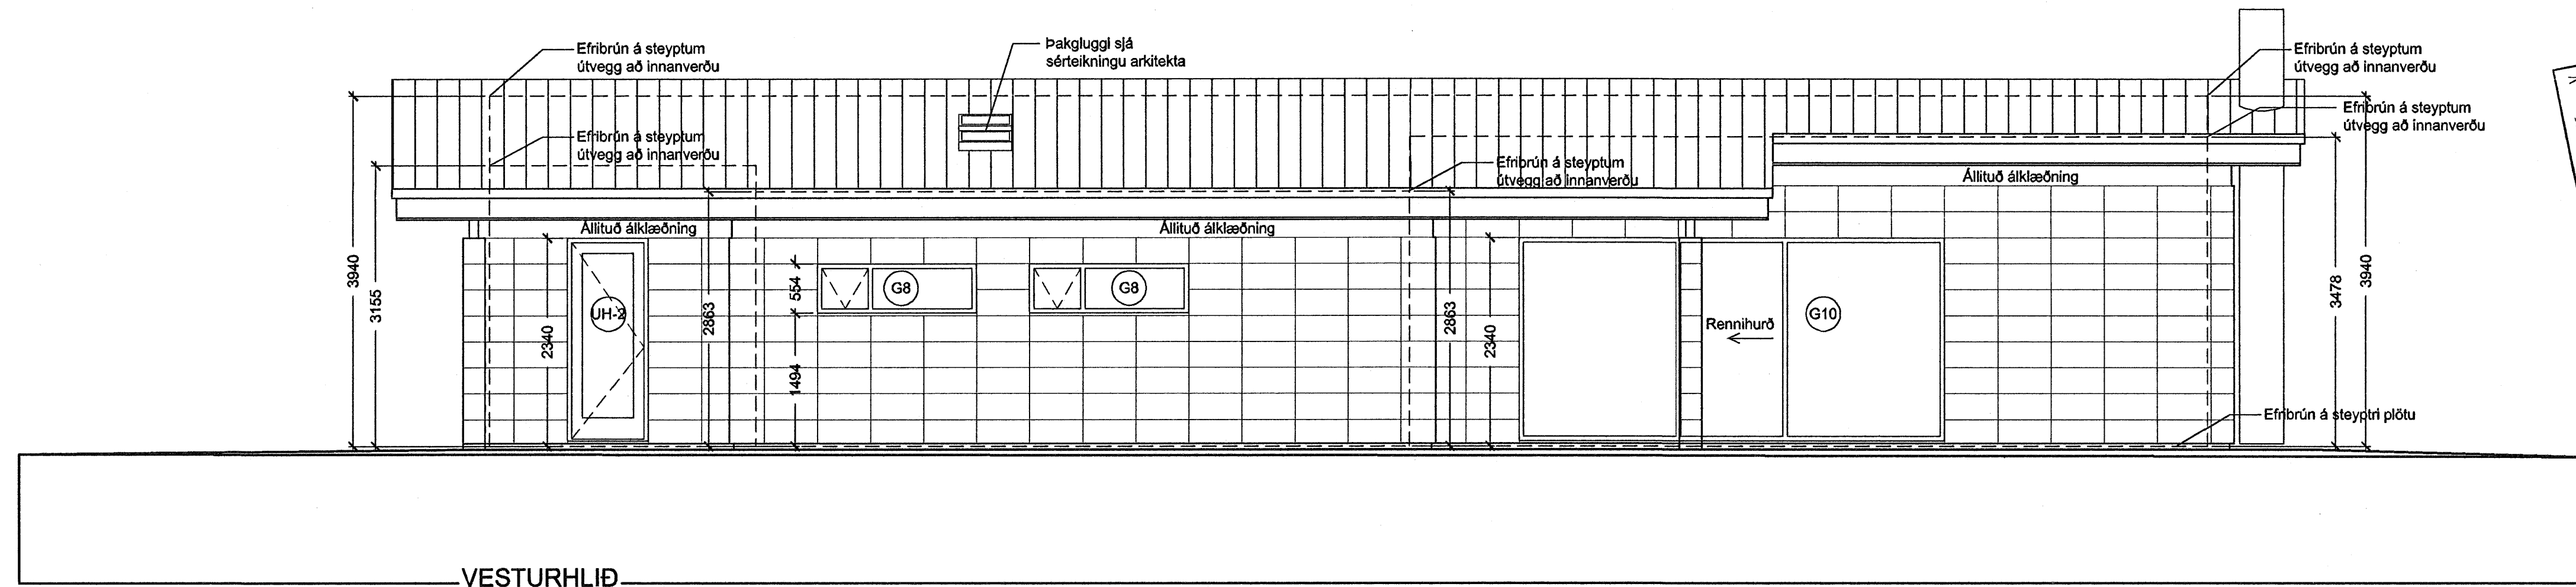 Efribrún á steyptum
útvegg að innanverðu
Þakgluggi sjá
sérteikningu arkitekta
Efribrún á steyptum
útvegg að innanverðu
Efribrún á steyptum
útvegg að innanverðu
Efribrún á steyptum
útvegg að innanverðu
Efribrún á steyptum
útvegg að innanverðu
Állituð álklæðning
Állituð álklæðning
Állituð álklæðning
3940
3155
2340
UH-2
2863
554
1494
G8
G8
2863
2340
Rennihurð
G10
3478
3940
Efribrún á steyptri plötu
VESTURHLIÐ